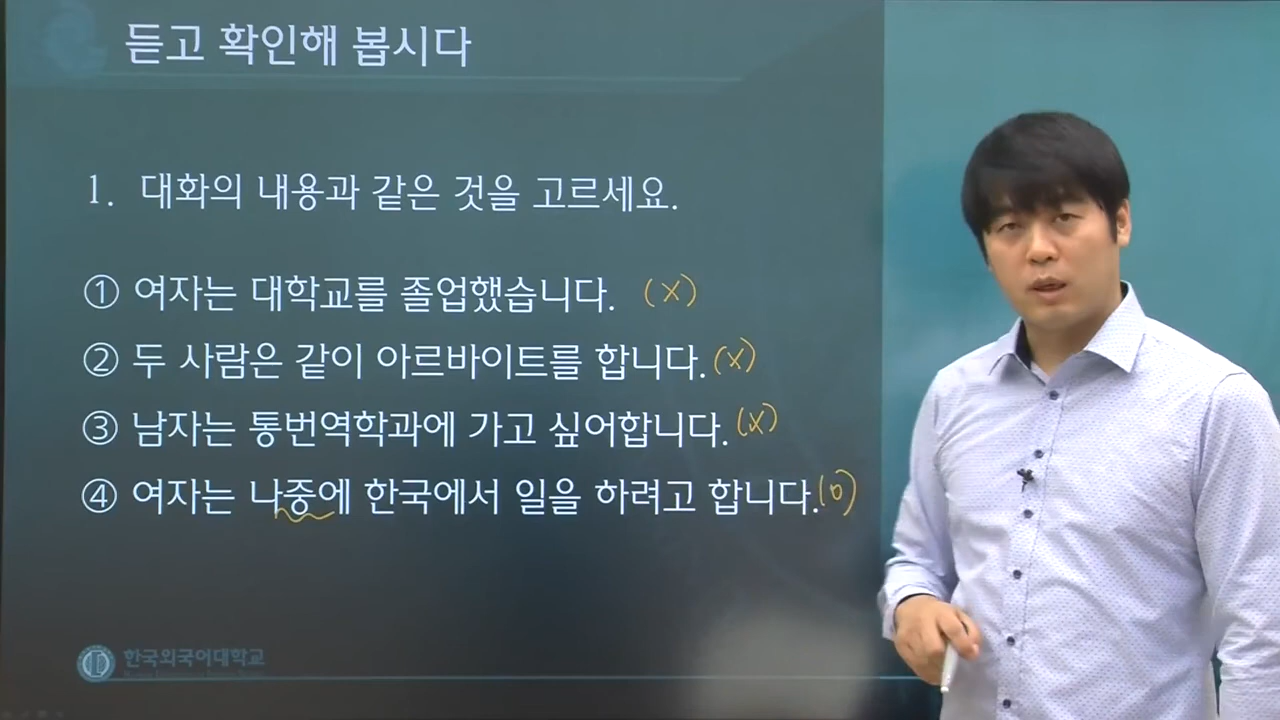 듣고 확인해 봅시다
1. 대화의 내용과 같은 것을 고르세요.
① 여자는 대학교를 졸업했습니다. (X)
② 두 사람은 같이 아르바이트를 합니다. (X)
③ 남자는 통번역학과에 가고 싶어합니다. (X)
④ 여자는 나중에 한국에서 일을 하려고 합니다. (O)
한국외국어대학교